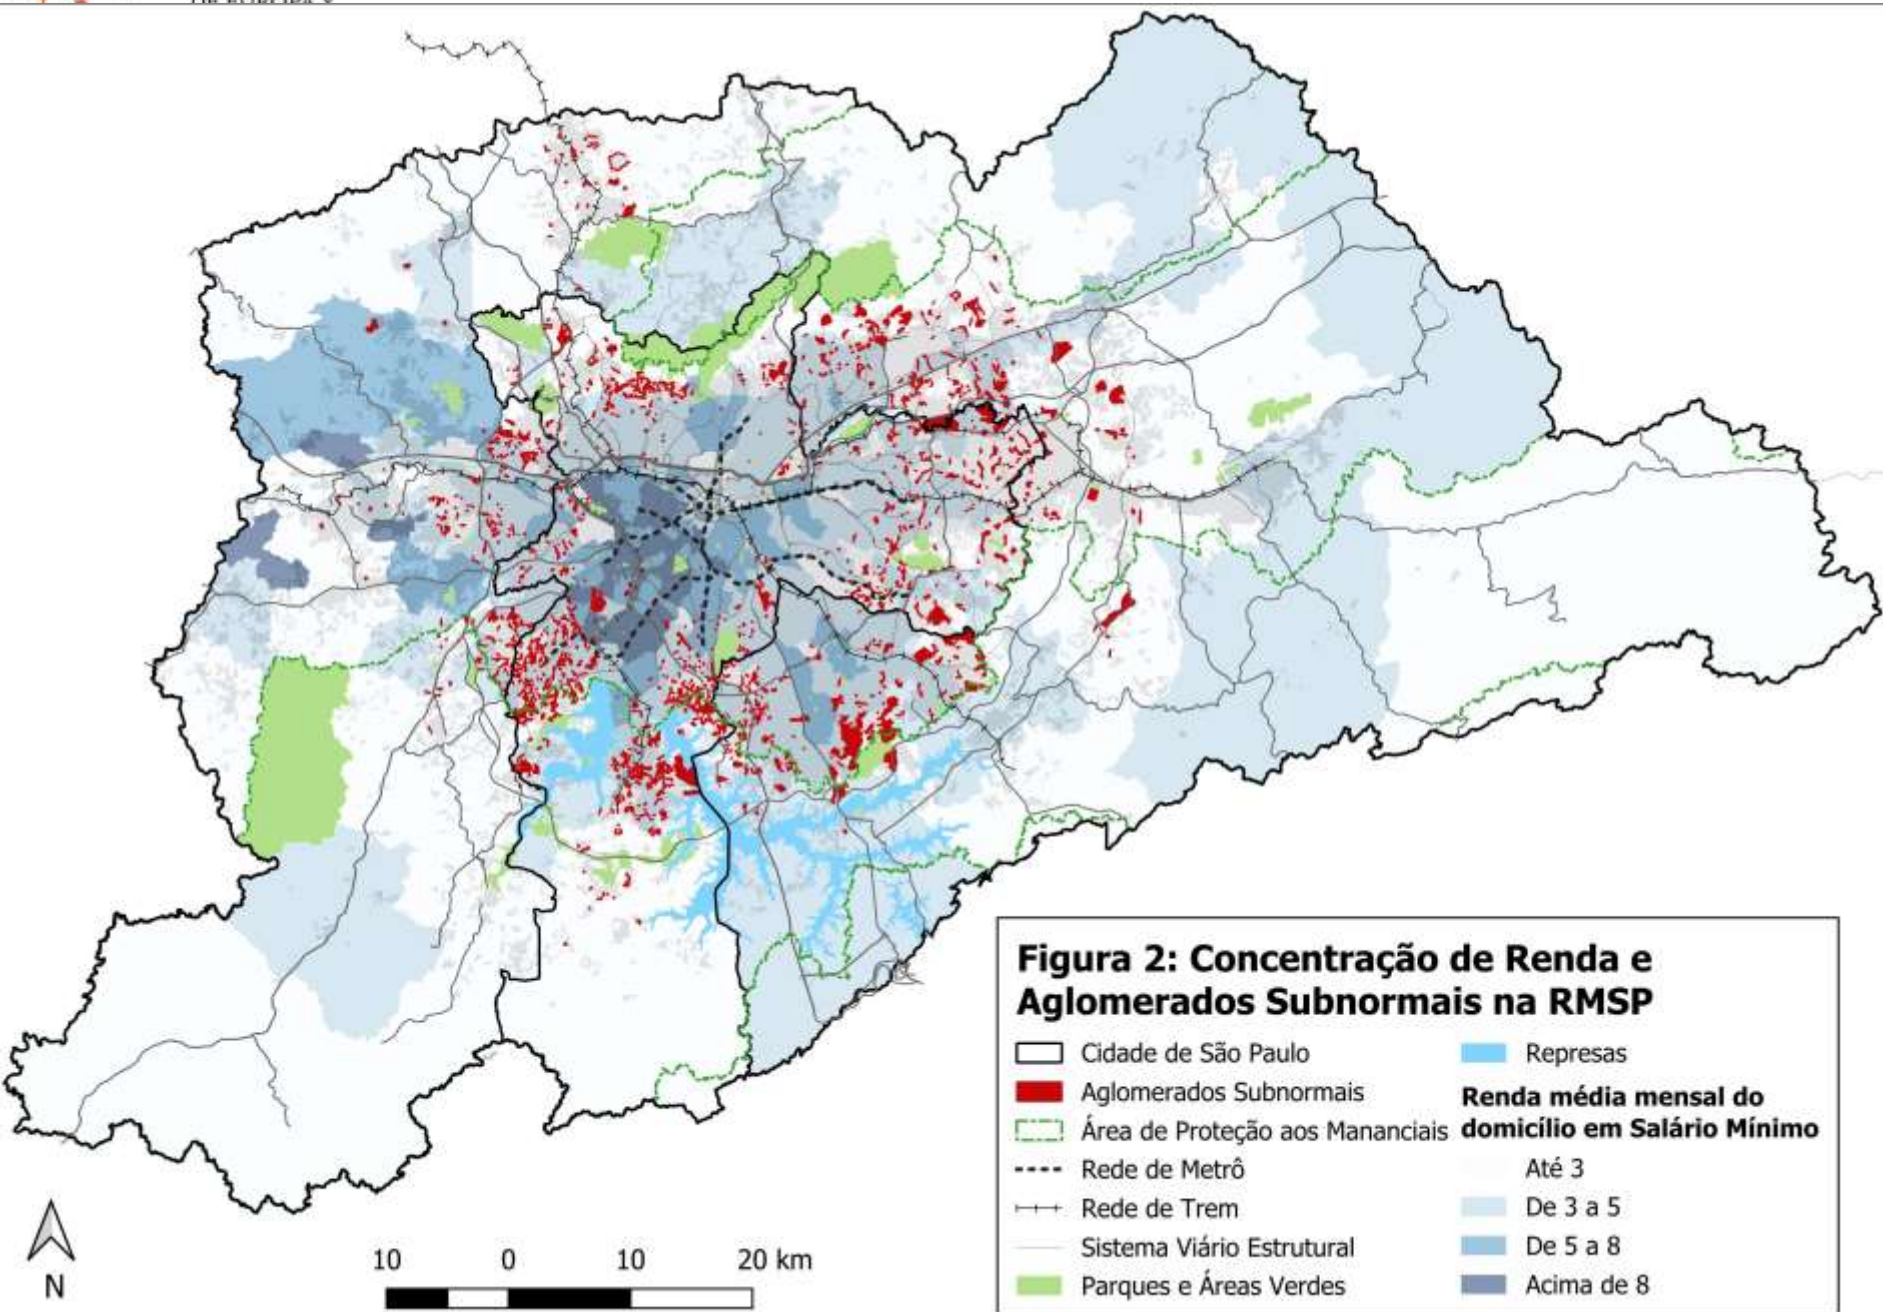 Figura 2: Concentração de Renda e
Aglomerados Subnormais na RMSP
Cidade de São Paulo
Aglomerados Subnormais
Área de Proteção aos Mananciais
Rede de Metrô
Rede de Trem
Sistema Viário Estrutural
Parques e Áreas Verdes
Represas
Renda média mensal do
domicílio em Salário Mínimo
Até 3
De 3 a 5
De 5 a 8
Acima de 8
10 0 10 20 km
N